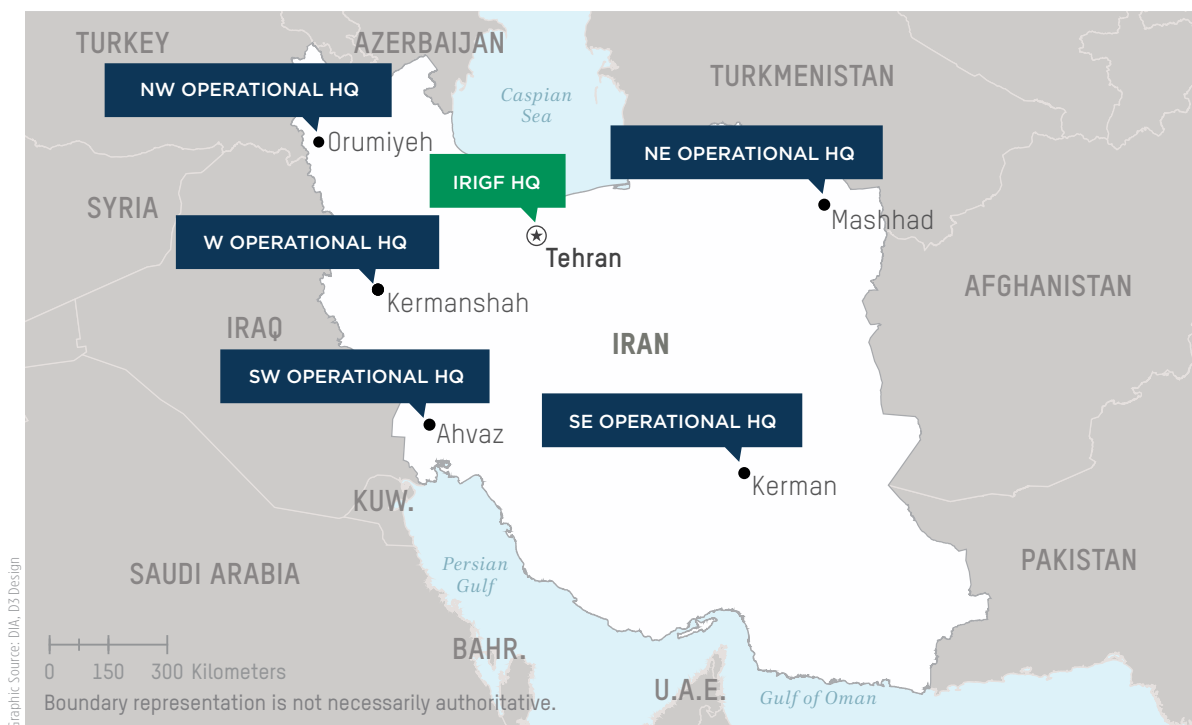 TURKEY
AZERBAIJAN
TURKMENISTAN
NW OPERATIONAL HQ
Caspian
Sea
Orumiyeh
NE OPERATIONAL HQ
IRIGF HQ
SYRIA
Mashhad
W OPERATIONAL HQ
Tehran
AFGHANISTAN
Kermanshah
IRAQ
IRAN
SW OPERATIONAL HQ
SE OPERATIONAL HQ
Ahvaz
Kerman
KUW.
PAKISTAN
Persian
Gulf
SAUDI ARABIA
BAHR.
0 150 300 Kilometers
U.A.E.
Gulf of Oman
Boundary representation is not necessarily authoritative.
Graphic Source: DIA, D3 Design